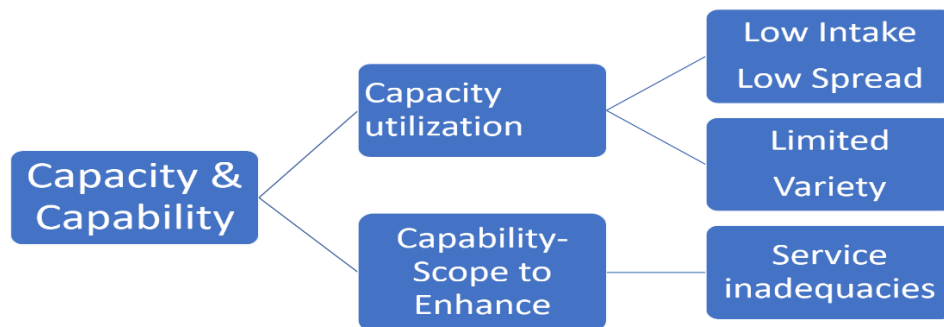 Capacity &
Capability
Capacity
utilization
Low Intake
Low Spread
Limited
Variety
Capability-
Scope to
Enhance
Service
inadequacies